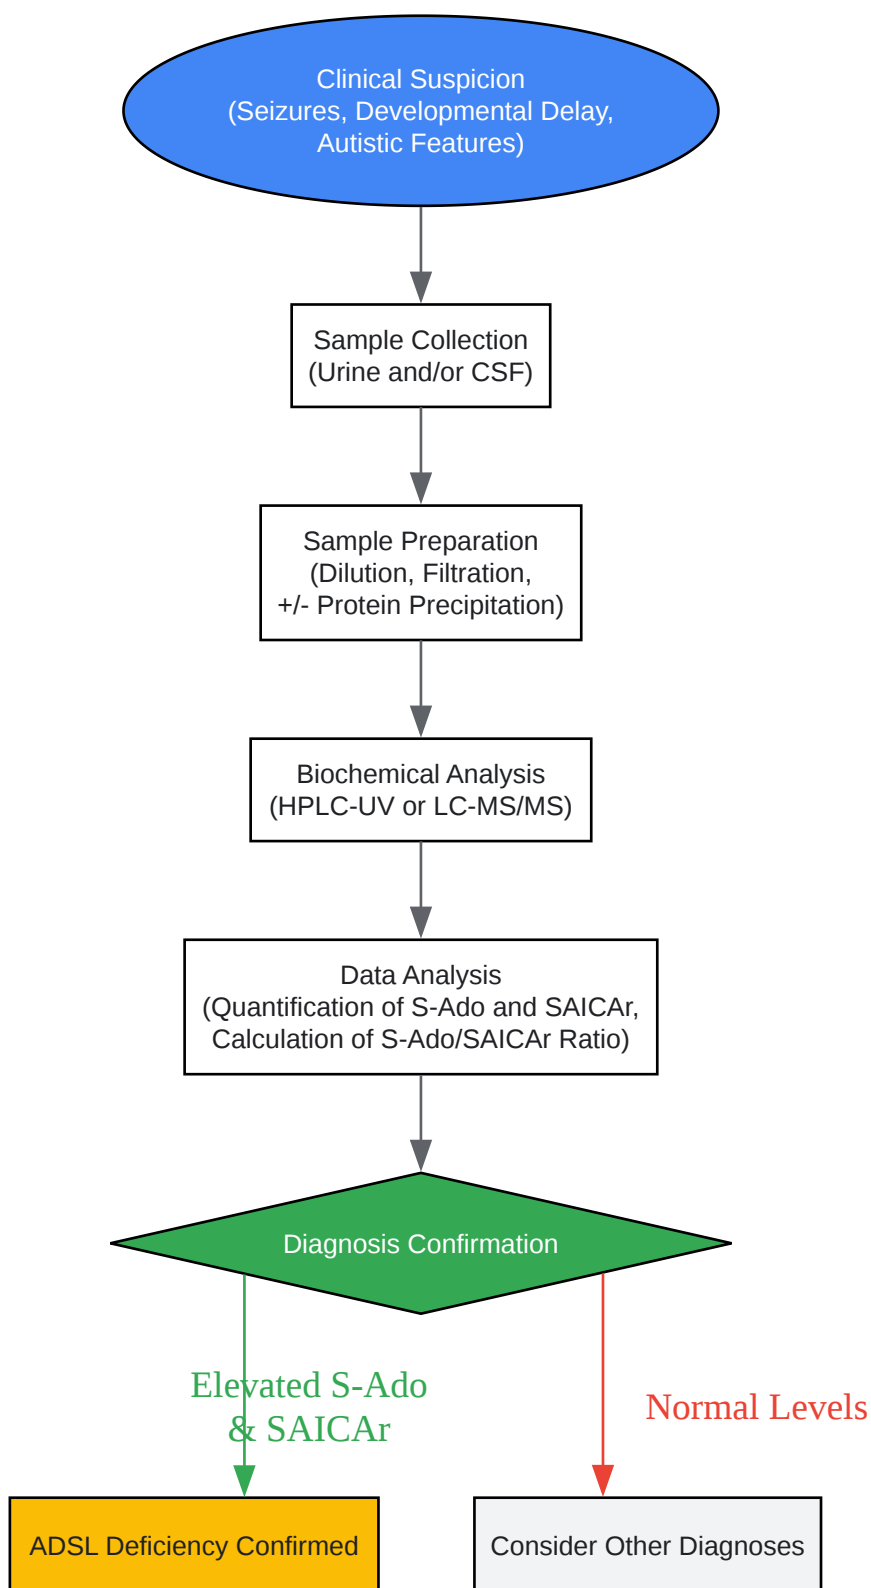 Clinical Suspicion
(Seizures, Developmental Delay,
Autistic Features)
Sample Collection
(Urine and/or CSF)
Sample Preparation
(Dilution, Filtration,
+/- Protein Precipitation)
Biochemical Analysis
(HPLC-UV or LC-MS/MS)
Data Analysis
(Quantification of S-Ado and SAICAr,
Calculation of S-Ado/SAICAr Ratio)
Diagnosis Confirmation
Elevated S-Ado
& SAICAr
Normal Levels
ADSL Deficiency Confirmed
Consider Other Diagnoses